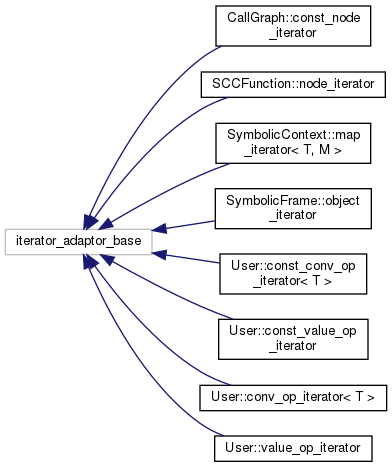 CallGraph::const_node
_iterator
SCCFunction::node_iterator
SymbolicContext::map
_iterator< T, M >
SymbolicFrame::object
_iterator
iterator_adaptor_base
User::const_conv_op
_iterator< T >
User::const_value_op
_iterator
User::conv_op_iterator< T >
User::value_op_iterator